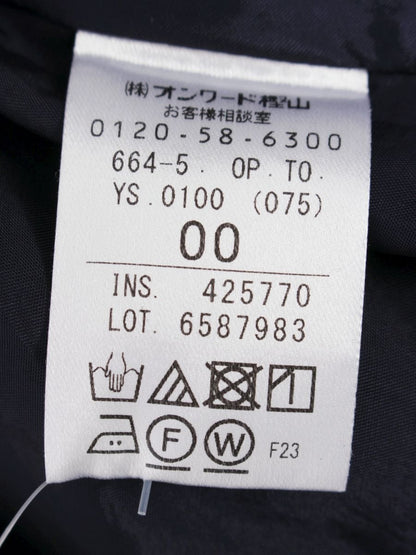 (株)オンワード樫山
お客様相談室
0120-58-6300
664-5. OP. TO.
YS.0100 (075)
00
INS. 425770
LOT. 6587983
F W F23